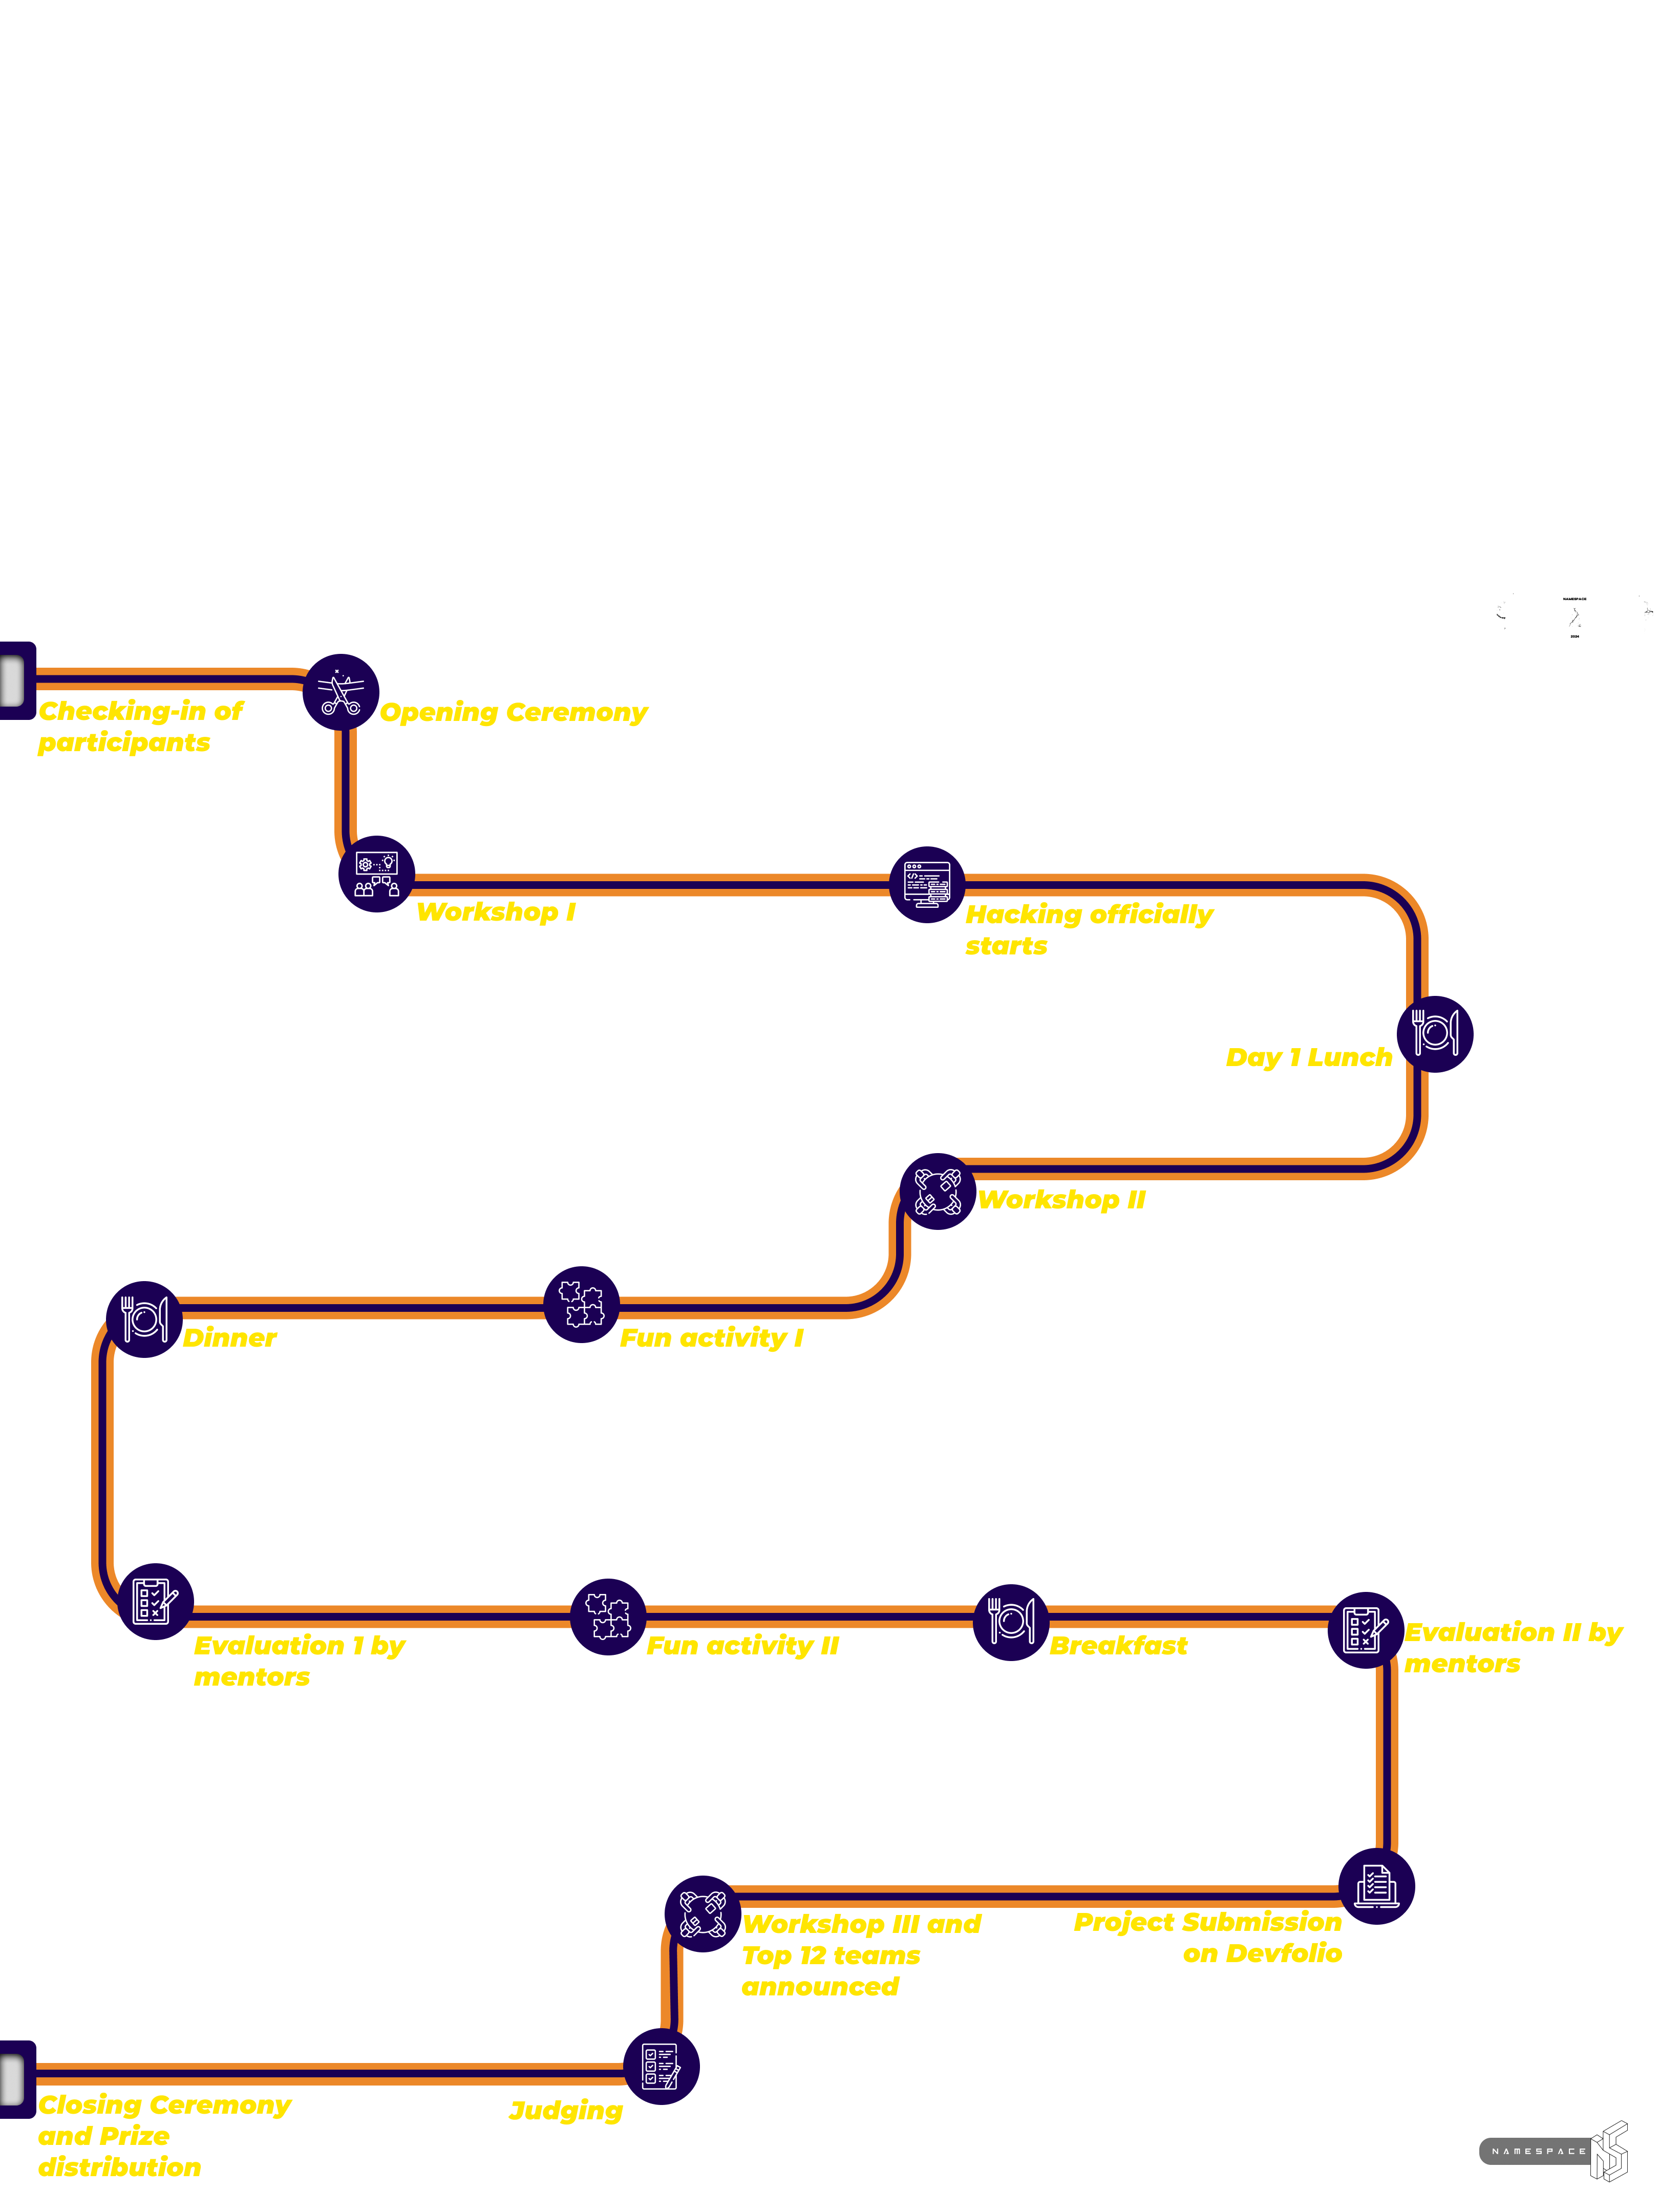 NAMESPACE
2024
Checking-in of
participants
Opening Ceremony
Workshop I
Hacking officially
starts
Day 1 Lunch
Workshop II
Fun activity I
Dinner
Evaluation 1 by
mentors
Fun activity II
Breakfast
Evaluation II by
mentors
Project Submission
on Devfolio
Workshop III and
Top 12 teams
announced
Judging
Closing Ceremony
and Prize
distribution
NAMESPACE